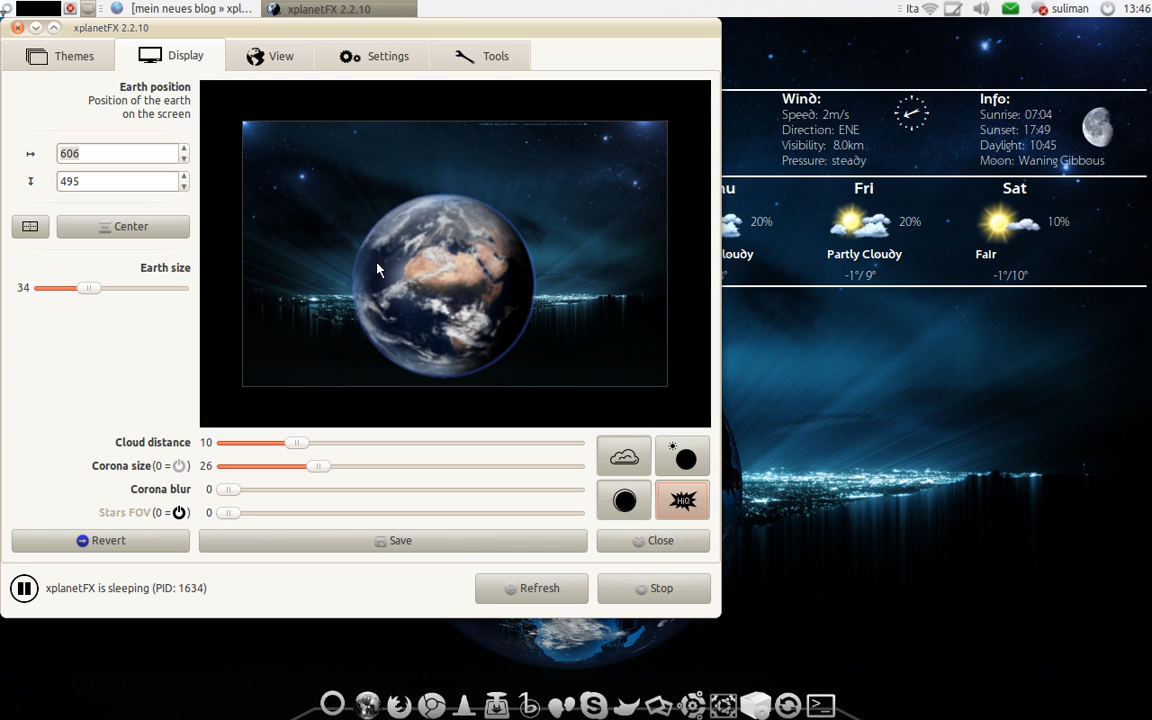 [mein neues blog » xpl...
xplanetFX 2.2.10
Ita
suliman
13:46
xplanetFX 2.2.10
Themes
Display
View
Settings
Tools
Earth position
Position of the earth
on the screen
606
495
Center
Earth size
34
Cloud distance 10
Corona size (0 = ) 26
Corona blur 0
Stars FOV (0 = ) 0
HiQ
Revert
Save
Close
xplanetFX is sleeping (PID: 1634)
Refresh
Stop
Wind:
Speed: 2m/s
Direction: ENE
Visibility: 8.0km
Pressure: steady
Info:
Sunrise: 07:04
Sunset: 17:49
Daylight: 10:45
Moon: Waning Gibbous
hu
20%
loudy
°
Fri
20%
Partly Cloudy
-1°/ 9°
Sat
10%
Fair
-1°/10°